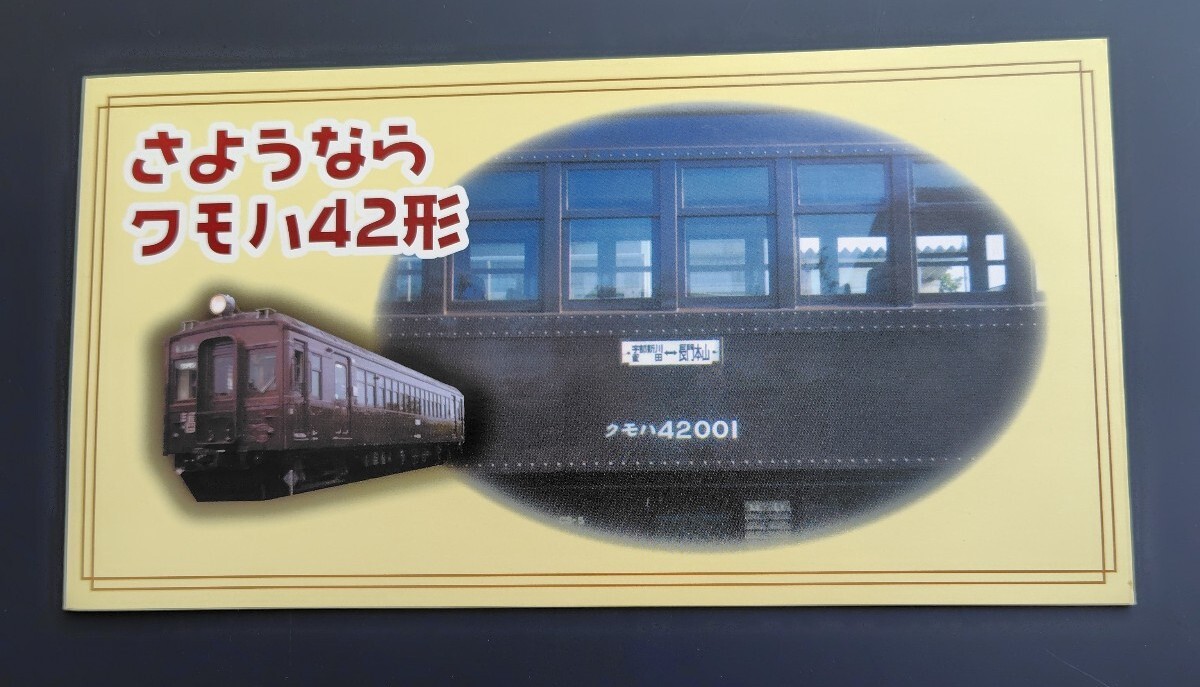 さようなら
クモハ42形
宇部新川
雀田
↔
長門本山
クモハ42001